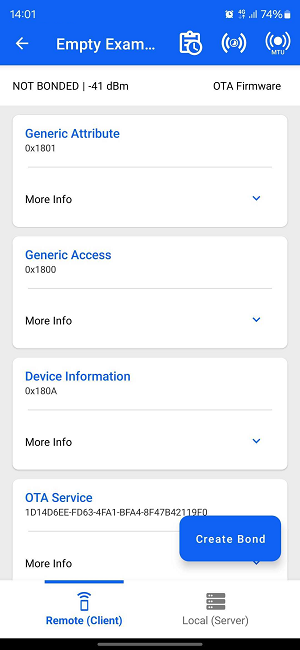 14:01
4G 74%
Empty Exam...
MTU
NOT BONDED | -41 dBm
OTA Firmware
Generic Attribute
0x1801
More Info
Generic Access
0x1800
More Info
Device Information
0x180A
More Info
OTA Service
1D14D6EE-FD63-4FA1-BFA4-8F47B42119F0
Create Bond
More Info
Remote (Client)
Local (Server)